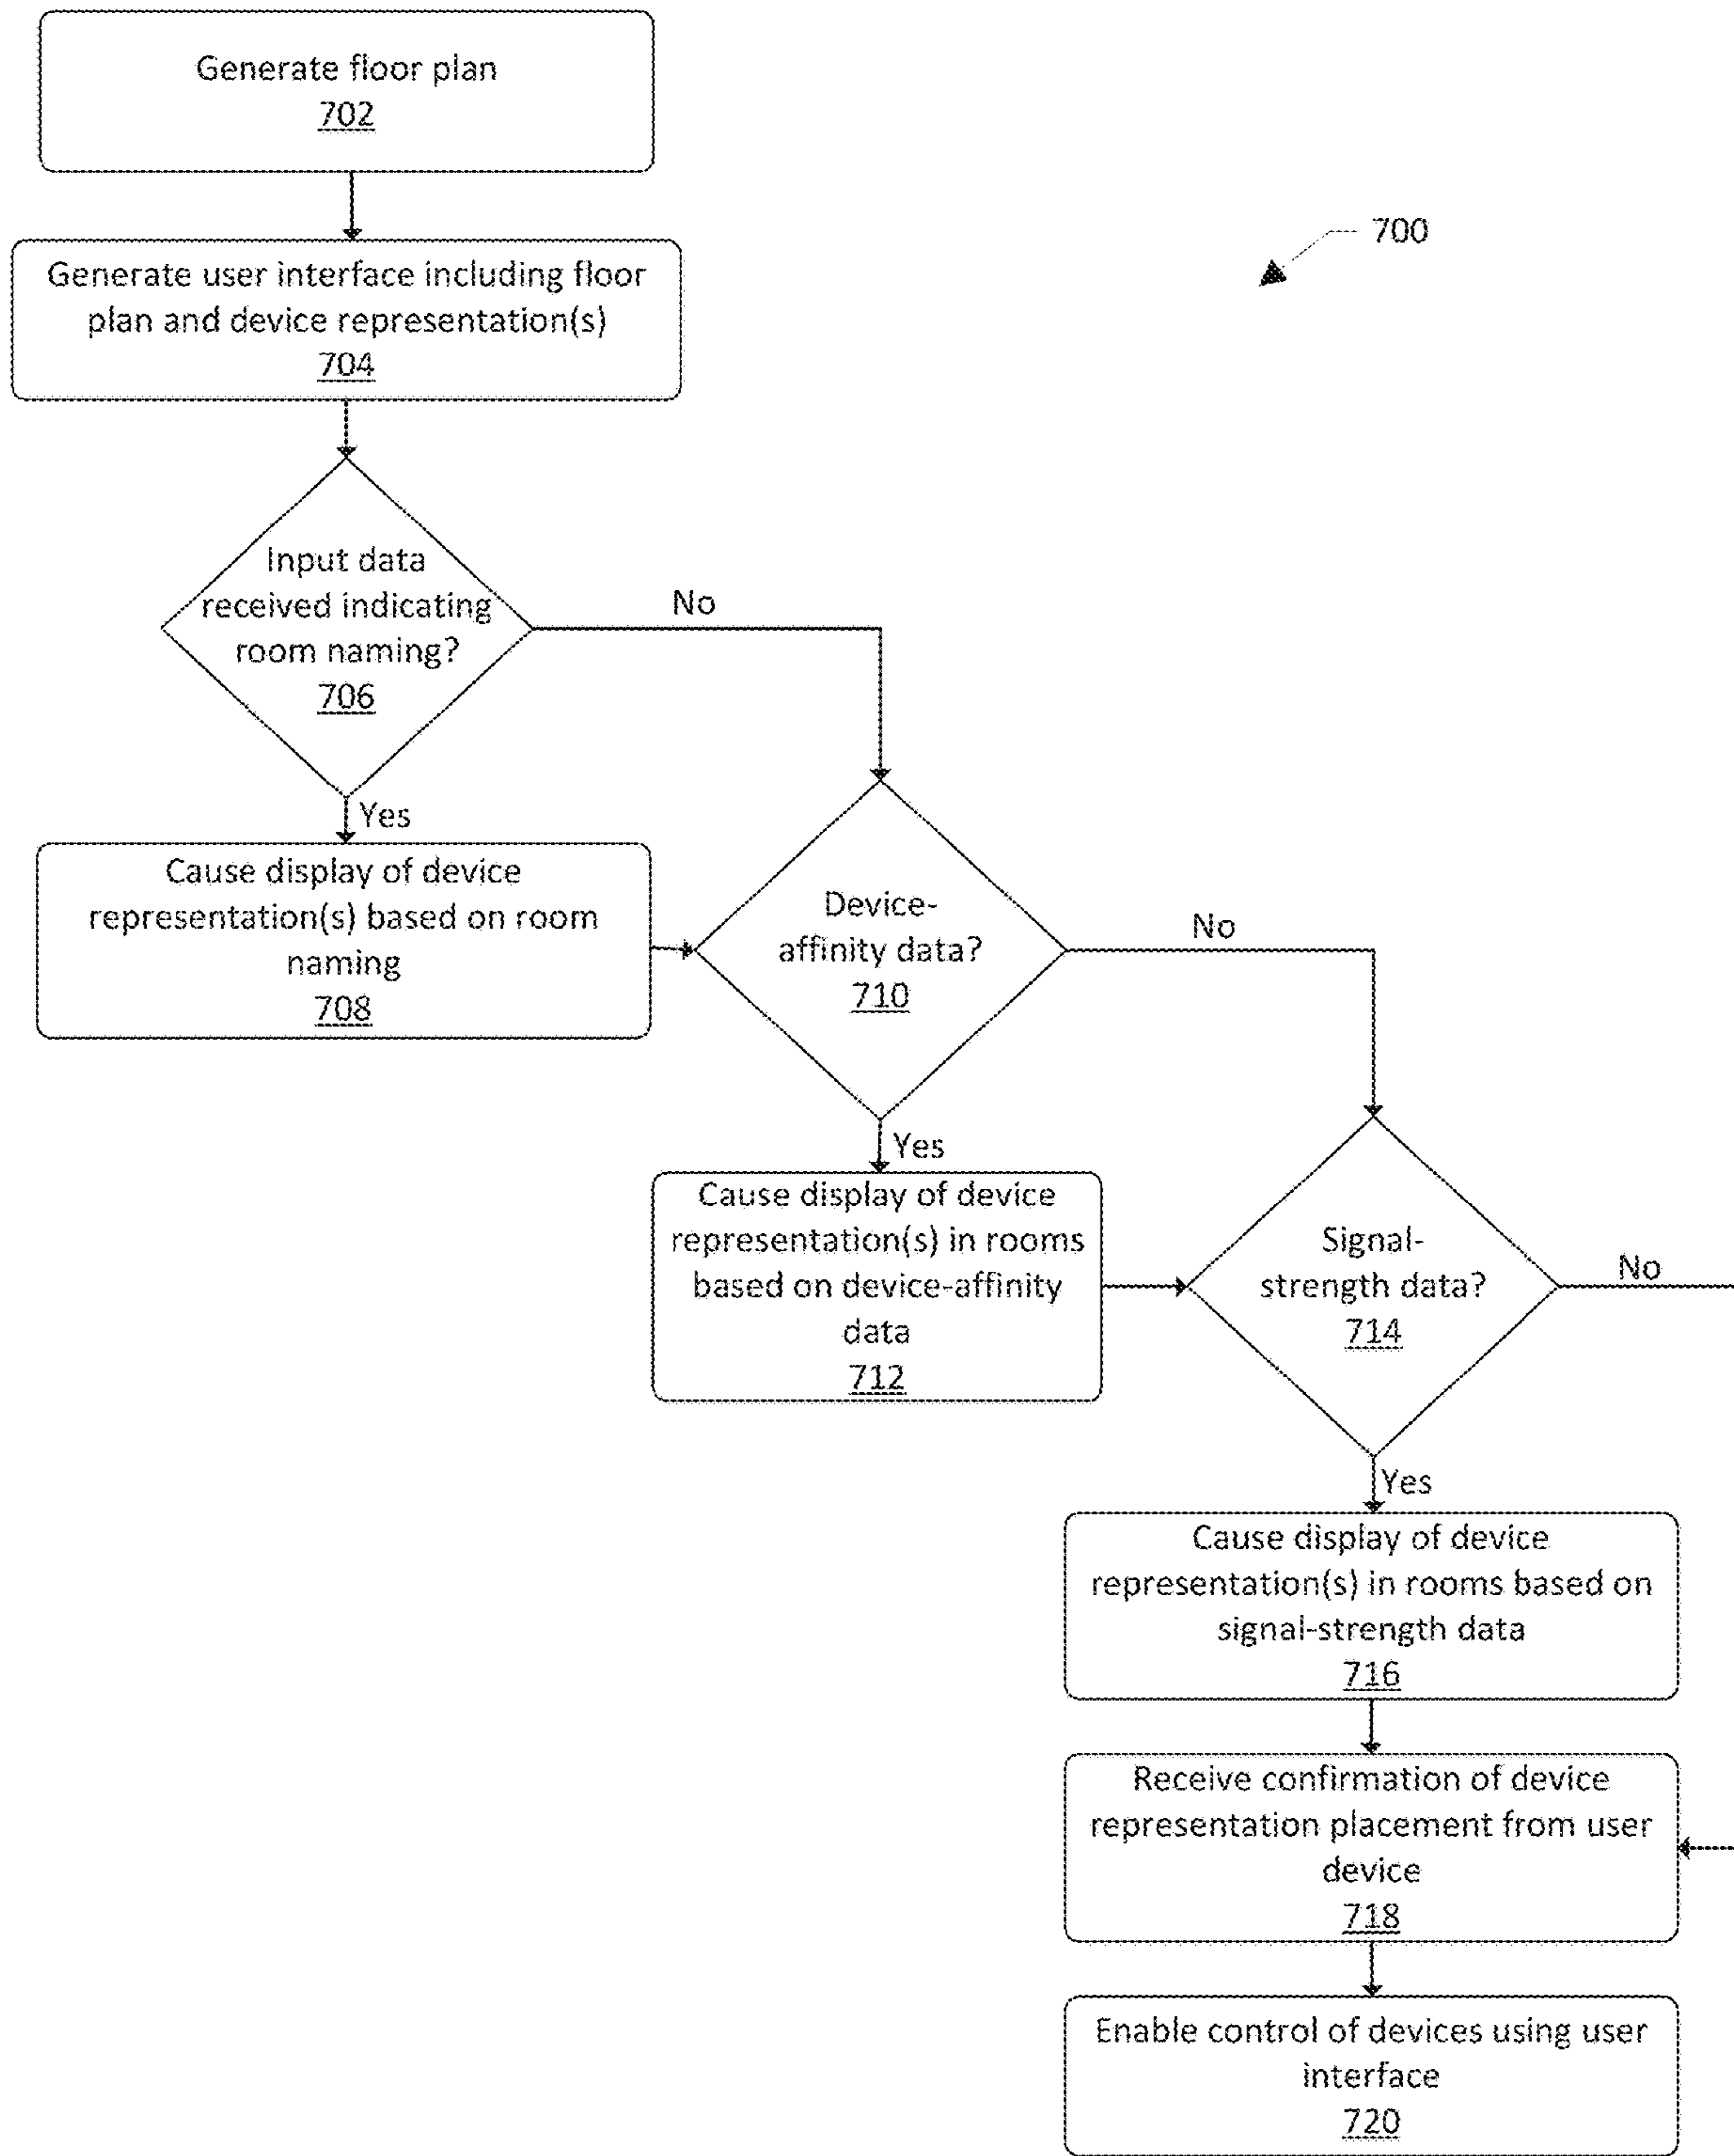 Generate floor plan
702
700
Generate user interface including floor
plan and device representation(s)
704
Input data
received indicating
room naming?
706
No
Yes
Cause display of device
representation(s) based on room
naming
708
Device-
affinity data?
710
No
Yes
Cause display of device
representation(s) in rooms
based on device-affinity
data
712
Signal-
strength data?
714
No
Yes
Cause display of device
representation(s) in rooms based on
signal-strength data
716
Receive confirmation of device
representation placement from user
device
718
Enable control of devices using user
interface
720